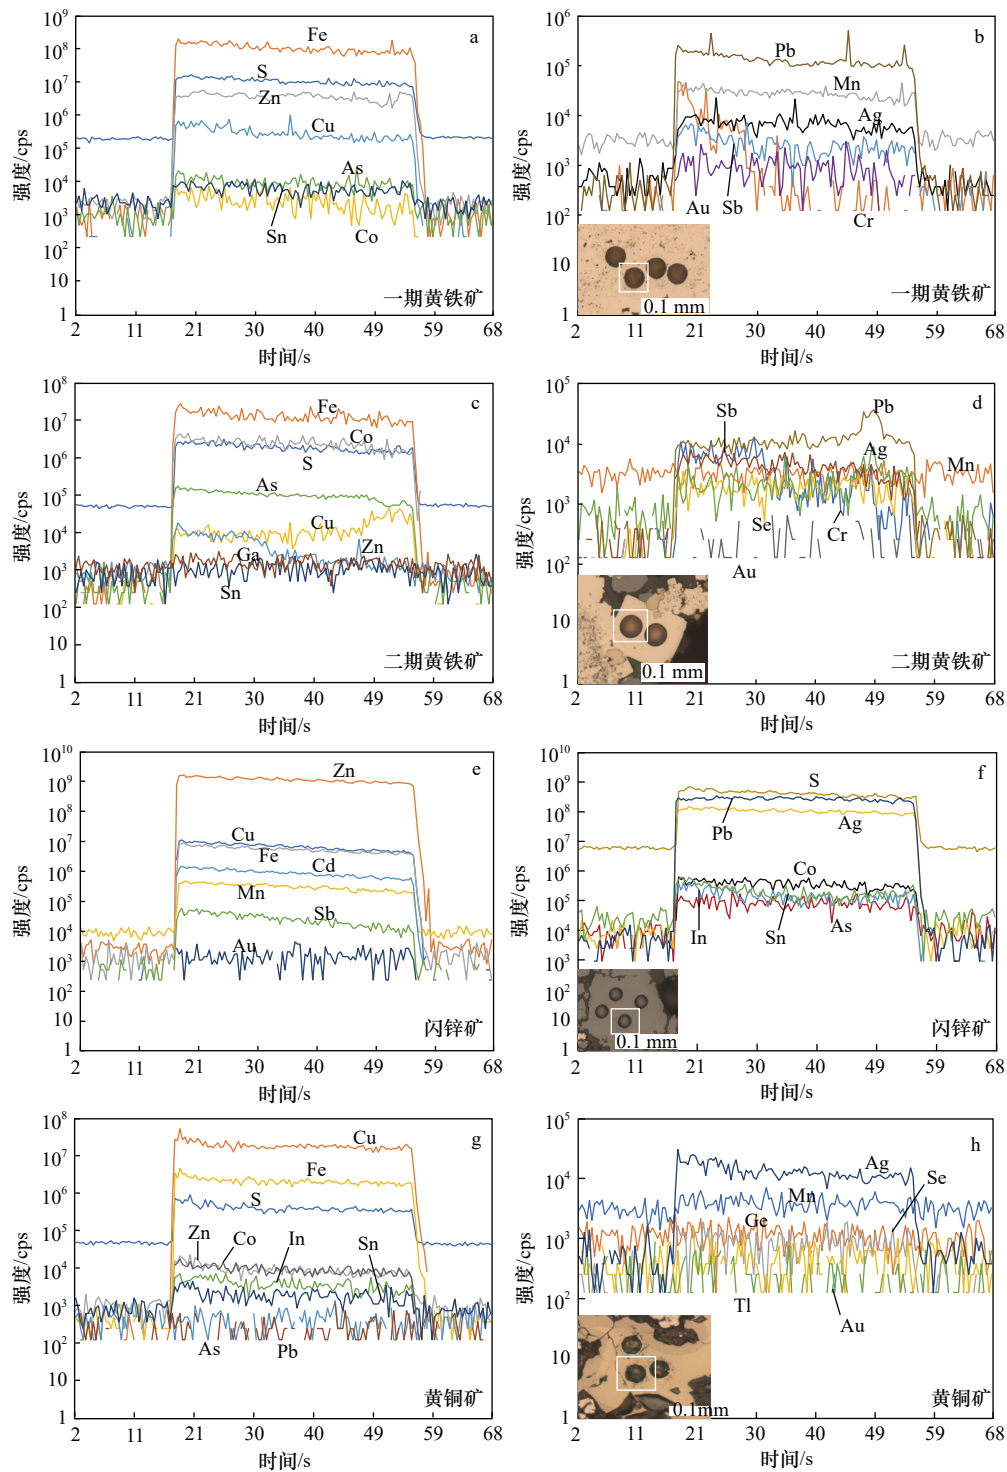 a
10⁹
10⁸
10⁷
10⁶
10⁵
10⁴
10³
10²
10
1
强度/cps
Fe
S
Zn
Cu
As
Sn
Co
一期黄铁矿
2 11 21 30 40 49 59 68
时间/s
b
10⁶
10⁵
10⁴
10³
10²
10
1
强度/cps
Pb
Mn
Ag
Au
Sb
Cr
0.1 mm
一期黄铁矿
2 11 21 30 40 49 59 68
时间/s
c
10⁸
10⁷
10⁶
10⁵
10⁴
10³
10²
10
1
强度/cps
Fe
Co
S
As
Cu
Ga
Zn
Sn
二期黄铁矿
2 11 21 30 40 49 59 68
时间/s
d
10⁵
10⁴
10³
10²
10
1
强度/cps
Sb
Pb
Ag
Mn
Se
Cr
Au
0.1 mm
二期黄铁矿
2 11 21 30 40 49 59 68
时间/s
e
10¹⁰
10⁹
10⁸
10⁷
10⁶
10⁵
10⁴
10³
10²
10
1
强度/cps
Zn
Cu
Fe
Cd
Mn
Sb
Au
闪锌矿
2 11 21 30 40 49 59 68
时间/s
f
10¹⁰
10⁹
10⁸
10⁷
10⁶
10⁵
10⁴
10³
10²
10
1
强度/cps
S
Pb
Ag
Co
In
Sn
As
0.1 mm
闪锌矿
2 11 21 30 40 49 59 68
时间/s
g
10⁸
10⁷
10⁶
10⁵
10⁴
10³
10²
10
1
强度/cps
Cu
Fe
S
Zn
Co
In
Sn
As
Pb
黄铜矿
2 11 21 30 40 49 59 68
时间/s
h
10⁵
10⁴
10³
10²
10
1
强度/cps
Ag
Se
Mn
Ge
Tl
Au
0.1mm
黄铜矿
2 11 21 30 40 49 59 68
时间/s